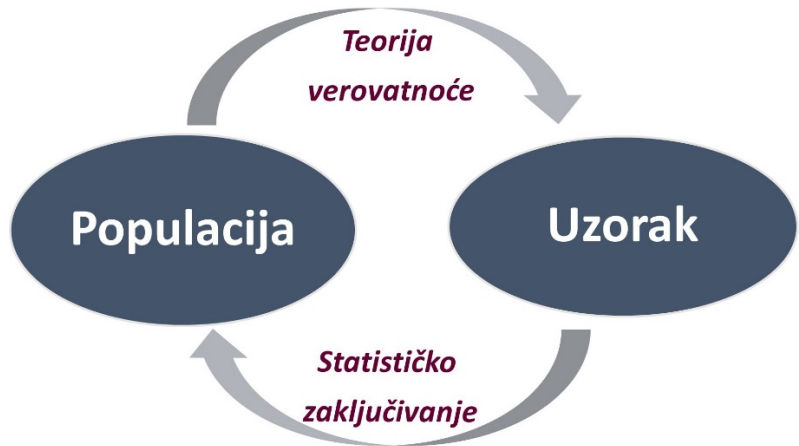 Teorija
verovatnoće
Populacija
Uzorak
Statističko
zaključivanje